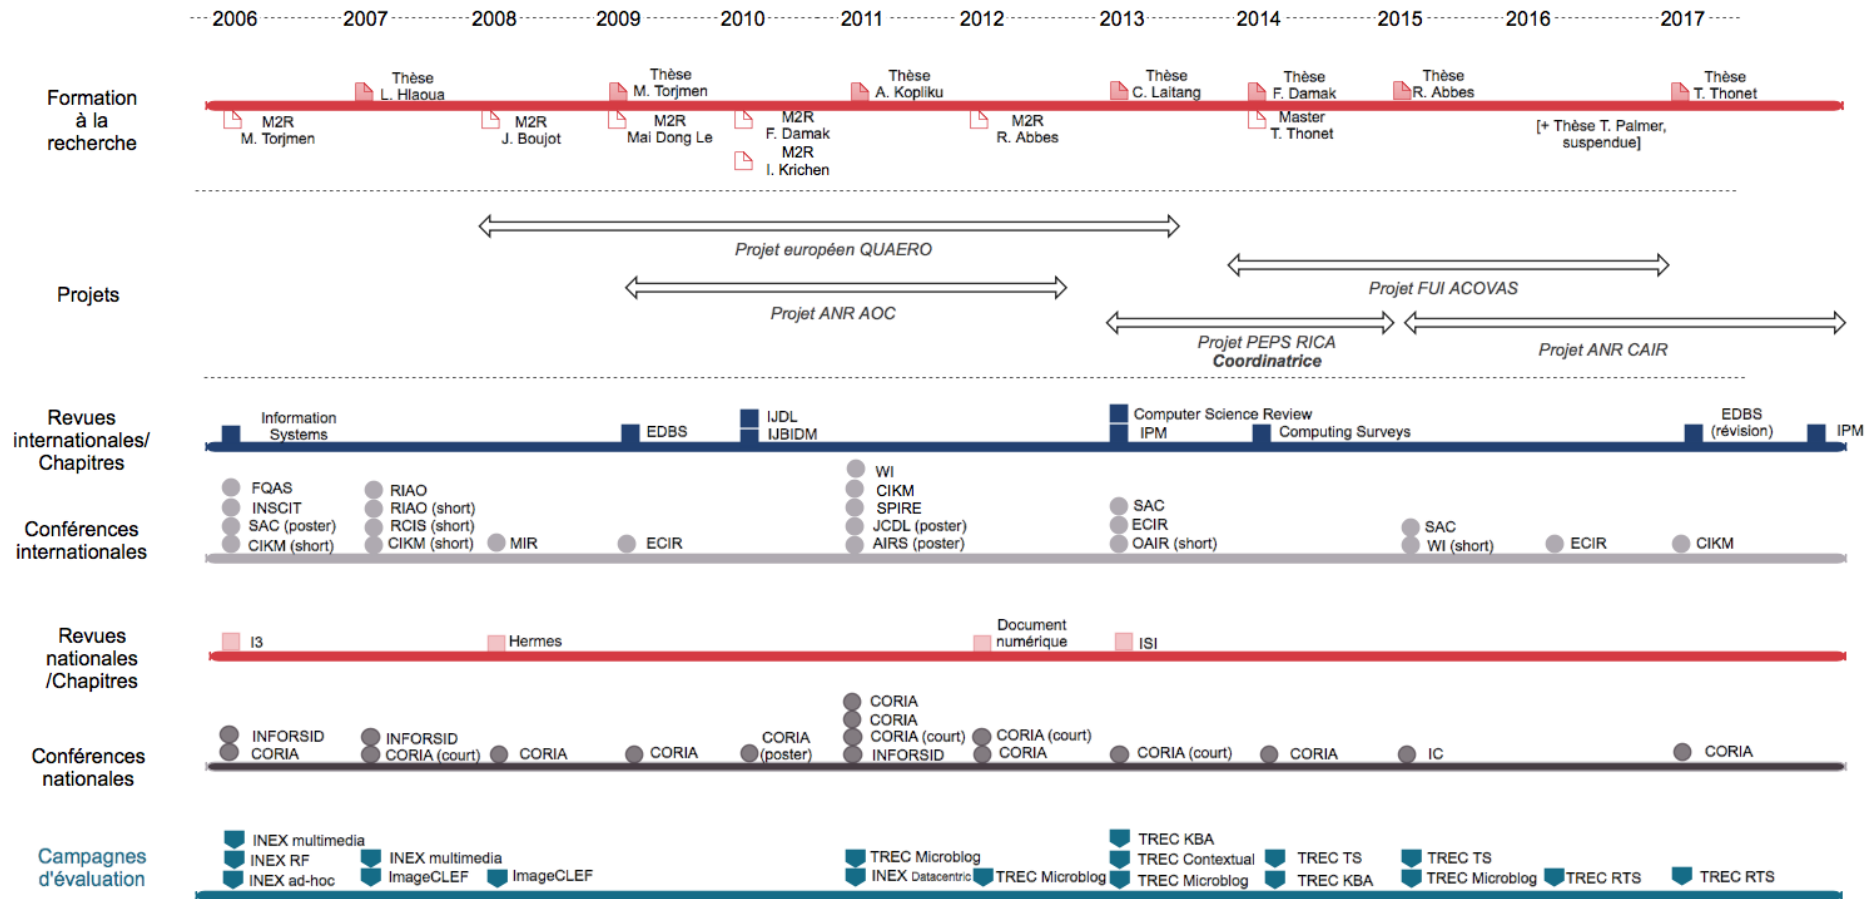 2006 2007 2008 2009 2010 2011 2012 2013 2014 2015 2016 2017
Formation
à la
recherche
Thèse
L. Hlaoua
Thèse
M. Torjmen
Thèse
A. Kopliku
Thèse
C. Laitang
Thèse
F. Damak
Thèse
R. Abbes
Thèse
T. Thonet
M2R
M. Torjmen
M2R
J. Boujot
M2R
Mai Dong Le
M2R
F. Damak
M2R
I. Krichen
M2R
R. Abbes
Master
T. Thonet
[+ Thèse T. Palmer,
suspendue]
Projets
Projet européen QUAERO
Projet FUI ACOVAS
Projet ANR AOC
Projet PEPS RICA
Coordinatrice
Projet ANR CAIR
Revues
internationales/
Chapitres
Information
Systems
EDBS
IJDL
IJBIDM
Computer Science Review
IPM
Computing Surveys
EDBS
(révision)
IPM
Conférences
internationales
FQAS
INSCIT
SAC (poster)
CIKM (short)
RIAO
RIAO (short)
RCIS (short)
CIKM (short)
MIR
ECIR
WI
CIKM
SPIRE
JCDL (poster)
AIRS (poster)
SAC
ECIR
OAIR (short)
SAC
WI (short)
ECIR
CIKM
Revues
nationales
/Chapitres
I3
Hermes
Document
numérique
ISI
Conférences
nationales
INFORSID
CORIA
INFORSID
CORIA (court)
CORIA
CORIA
CORIA
(poster)
CORIA
CORIA
CORIA (court)
INFORSID
CORIA (court)
CORIA
CORIA (court)
CORIA
IC
CORIA
Campagnes
d'évaluation
INEX multimedia
INEX RF
INEX ad-hoc
INEX multimedia
ImageCLEF
ImageCLEF
TREC Microblog
INEX Datacentric
TREC Microblog
TREC KBA
TREC Contextual
TREC Microblog
TREC TS
TREC KBA
TREC TS
TREC Microblog
TREC RTS
TREC RTS